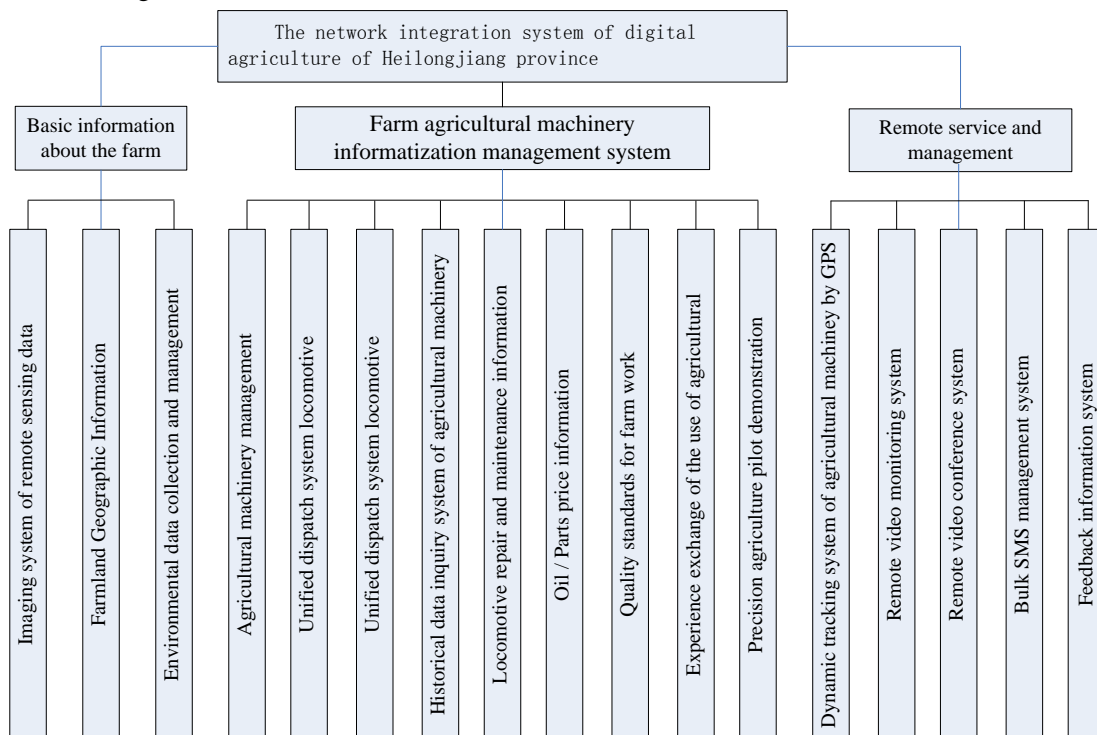 The network integration system of digital
agriculture of Heilongjiang province
Basic information
about the farm
Farm agricultural machinery
informatization management system
Remote service and
management
Imaging system of remote sensing data
Farmland Geographic Information
Environmental data collection and management
Agricultural machinery management
Unified dispatch system locomotive
Unified dispatch system locomotive
Historical data inquiry system of agricultural machinery
Locomotive repair and maintenance information
Oil / Parts price information
Quality standards for farm work
Experience exchange of the use of agricultural
Precision agriculture pilot demonstration
Dynamic tracking system of agricultural machiney by GPS
Remote video monitoring system
Remote video conference system
Bulk SMS management system
Feedback information system